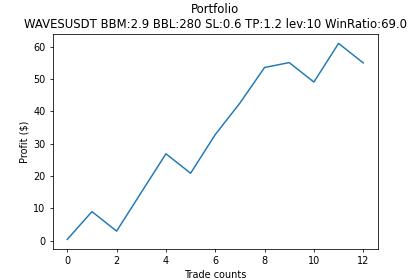 Portfolio
WAVESUSDT BBM:2.9 BBL:280 SL:0.6 TP:1.2 lev:10 WinRatio:69.0
60
50
40
30
20
10
0
Profit ($)
0 2 4 6 8 10 12
Trade counts